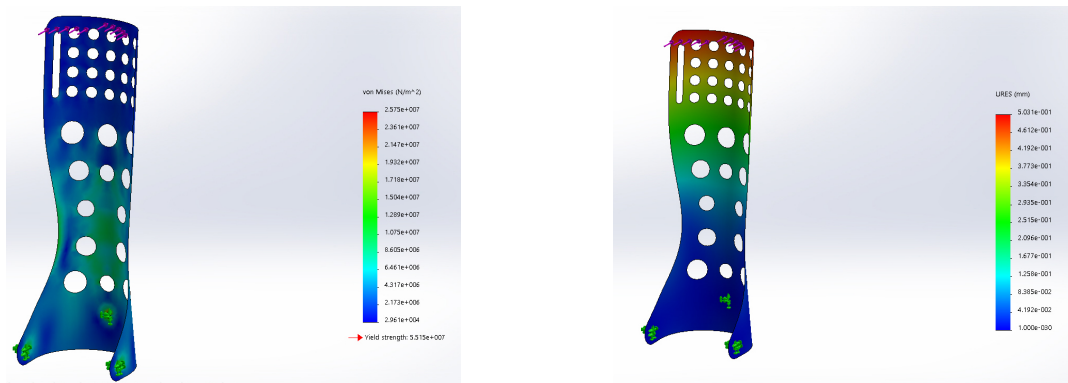 von Mises (N/m^2)
2.575e+007
2.361e+007
2.147e+007
1.932e+007
1.718e+007
1.504e+007
1.289e+007
1.075e+007
8.605e+006
6.461e+006
4.317e+006
2.173e+006
2.961e+004
Yield strength: 5.515e+007
URES (mm)
5.031e-001
4.612e-001
4.192e-001
3.773e-001
3.354e-001
2.935e-001
2.515e-001
2.096e-001
1.677e-001
1.258e-001
8.385e-002
4.192e-002
1.000e-030